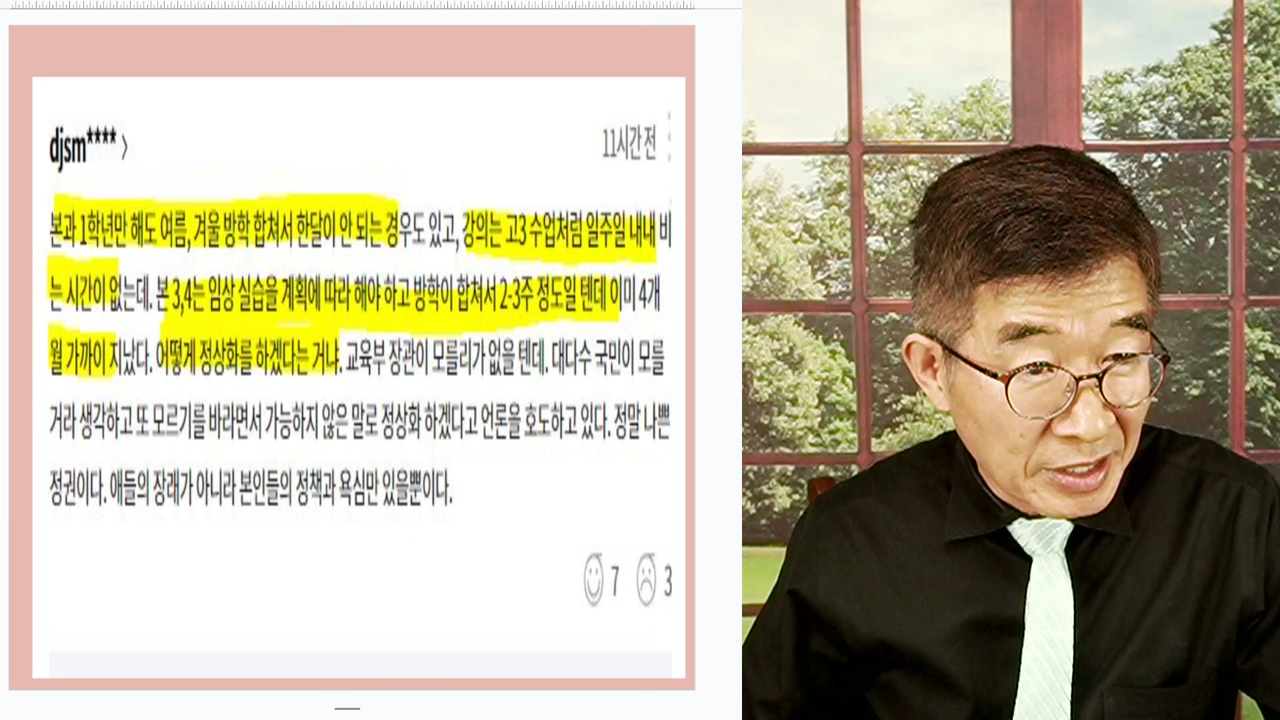 djsm**** 〉
11시간 전
본과 1학년만 해도 여름, 겨울 방학 합쳐서 한달이 안 되는 경우도 있고, 강의는 고3 수업처럼 일주일 내내 비
는 시간이 없는데. 본 3,4는 임상 실습을 계획에 따라 해야 하고 방학이 합쳐서 2-3주 정도일 텐데 이미 4개
월 가까이 지났다. 어떻게 정상화를 하겠다는 거냐. 교육부 장관이 모를리가 없을 텐데. 대다수 국민이 모를
거라 생각하고 또 모르기를 바라면서 가능하지 않은 말로 정상화 하겠다고 언론을 호도하고 있다. 정말 나쁜
정권이다. 애들의 장래가 아니라 본인들의 정책과 욕심만 있을뿐이다.
7 3